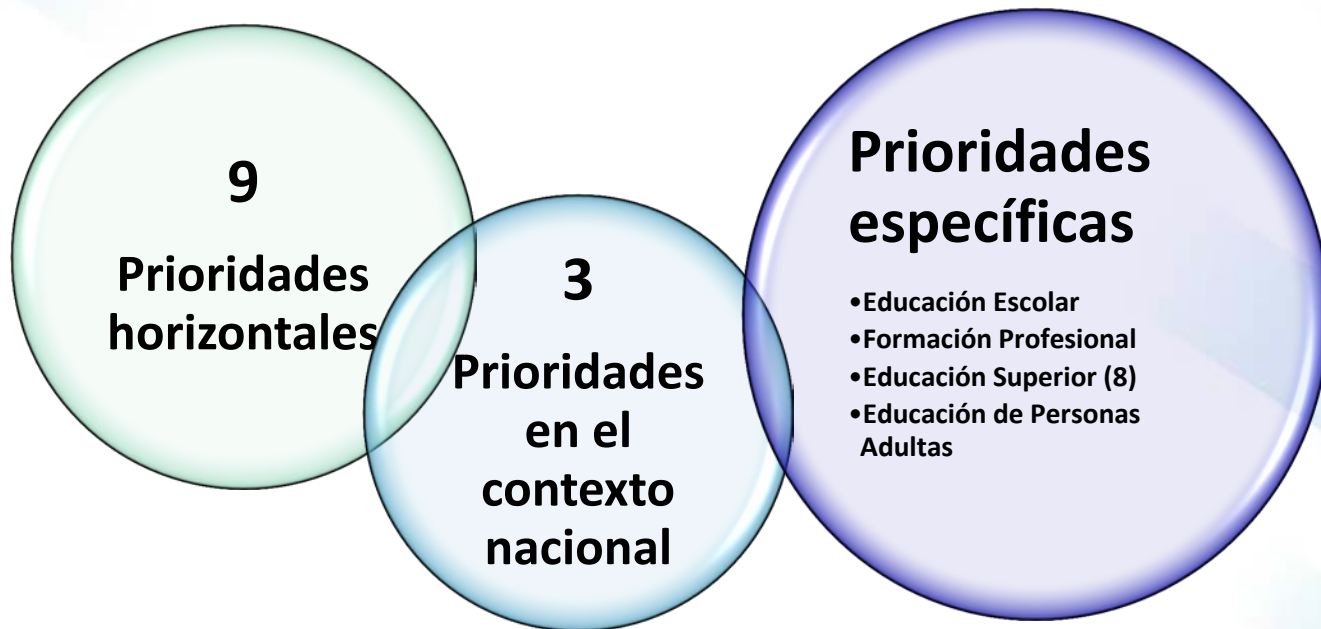 9
Prioridades
horizontales
3
Prioridades
en el
contexto
nacional
Prioridades
específicas
•Educación Escolar
•Formación Profesional
•Educación Superior (8)
•Educación de Personas
Adultas